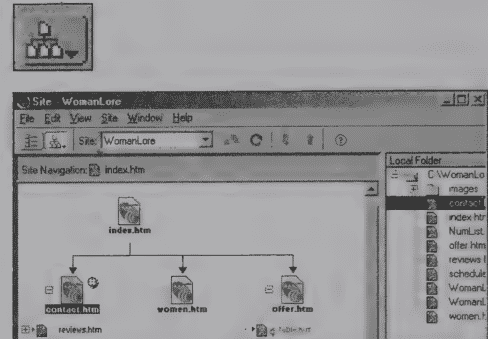 Site - WomanLore
File Edit View Site Window Help
Site: WomanLore
Site Navigation: index.htm
Local Folder
C:\WomanLo
images
contact.
index.htm
NumList.
offer.htm
reviews
schedule
WomanL
WomanL
women.h
index.htm
contact.htm women.htm offer.htm
reviews.htm